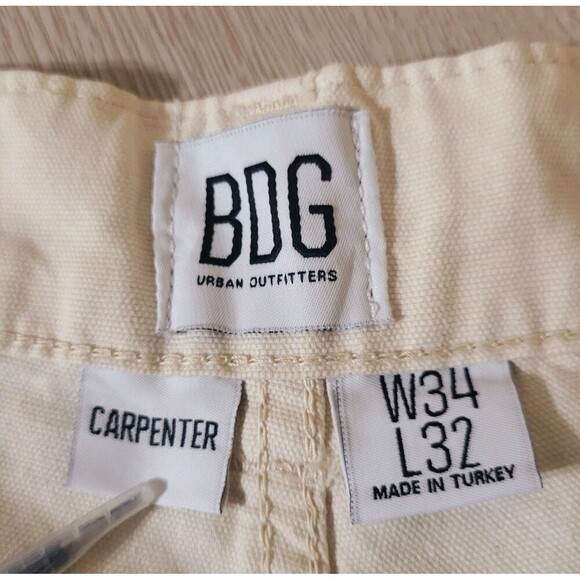 BDG
URBAN OUTFITTERS
CARPENTER
W34
L32
MADE IN TURKEY